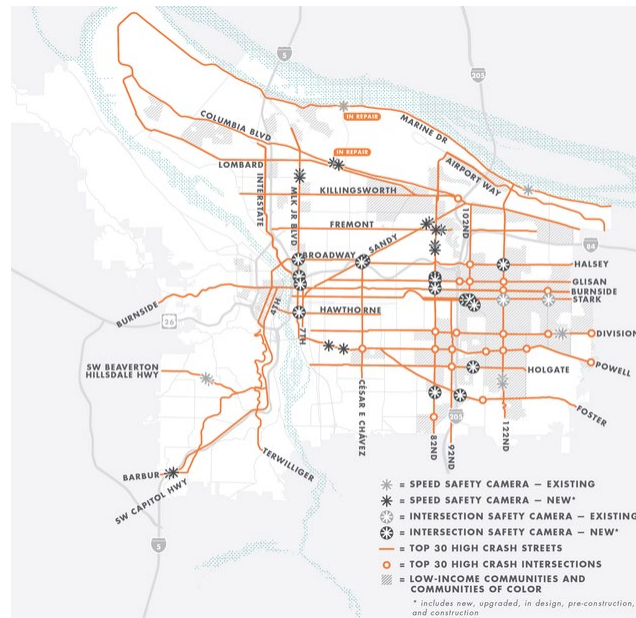 5
205
IN REPAIR
MARINE DR
COLUMBIA BLVD
IN REPAIR
LOMBARD
AIRPORT WAY
INTERSTATE
MLK JR BLVD
KILLINGSWORTH
102ND
FREMONT
SANDY
84
BROADWAY
HALSEY
GLISAN
BURNSIDE
STARK
BURNSIDE
4TH
HAWTHORNE
26
7TH
DIVISION
SW BEAVERTON
HILLSDALE HWY
HOLGATE
POWELL
CÉSAR E CHÁVEZ
FOSTER
205
82ND
92ND
122ND
TERWILLIGER
BARBUR
SW CAPITOL HWY
5
= SPEED SAFETY CAMERA — EXISTING
= SPEED SAFETY CAMERA — NEW*
= INTERSECTION SAFETY CAMERA — EXISTING
= INTERSECTION SAFETY CAMERA — NEW*
= TOP 30 HIGH CRASH STREETS
= TOP 30 HIGH CRASH INTERSECTIONS
= LOW-INCOME COMMUNITIES AND
COMMUNITIES OF COLOR
* includes new, upgraded, in design, pre-construction,
and construction